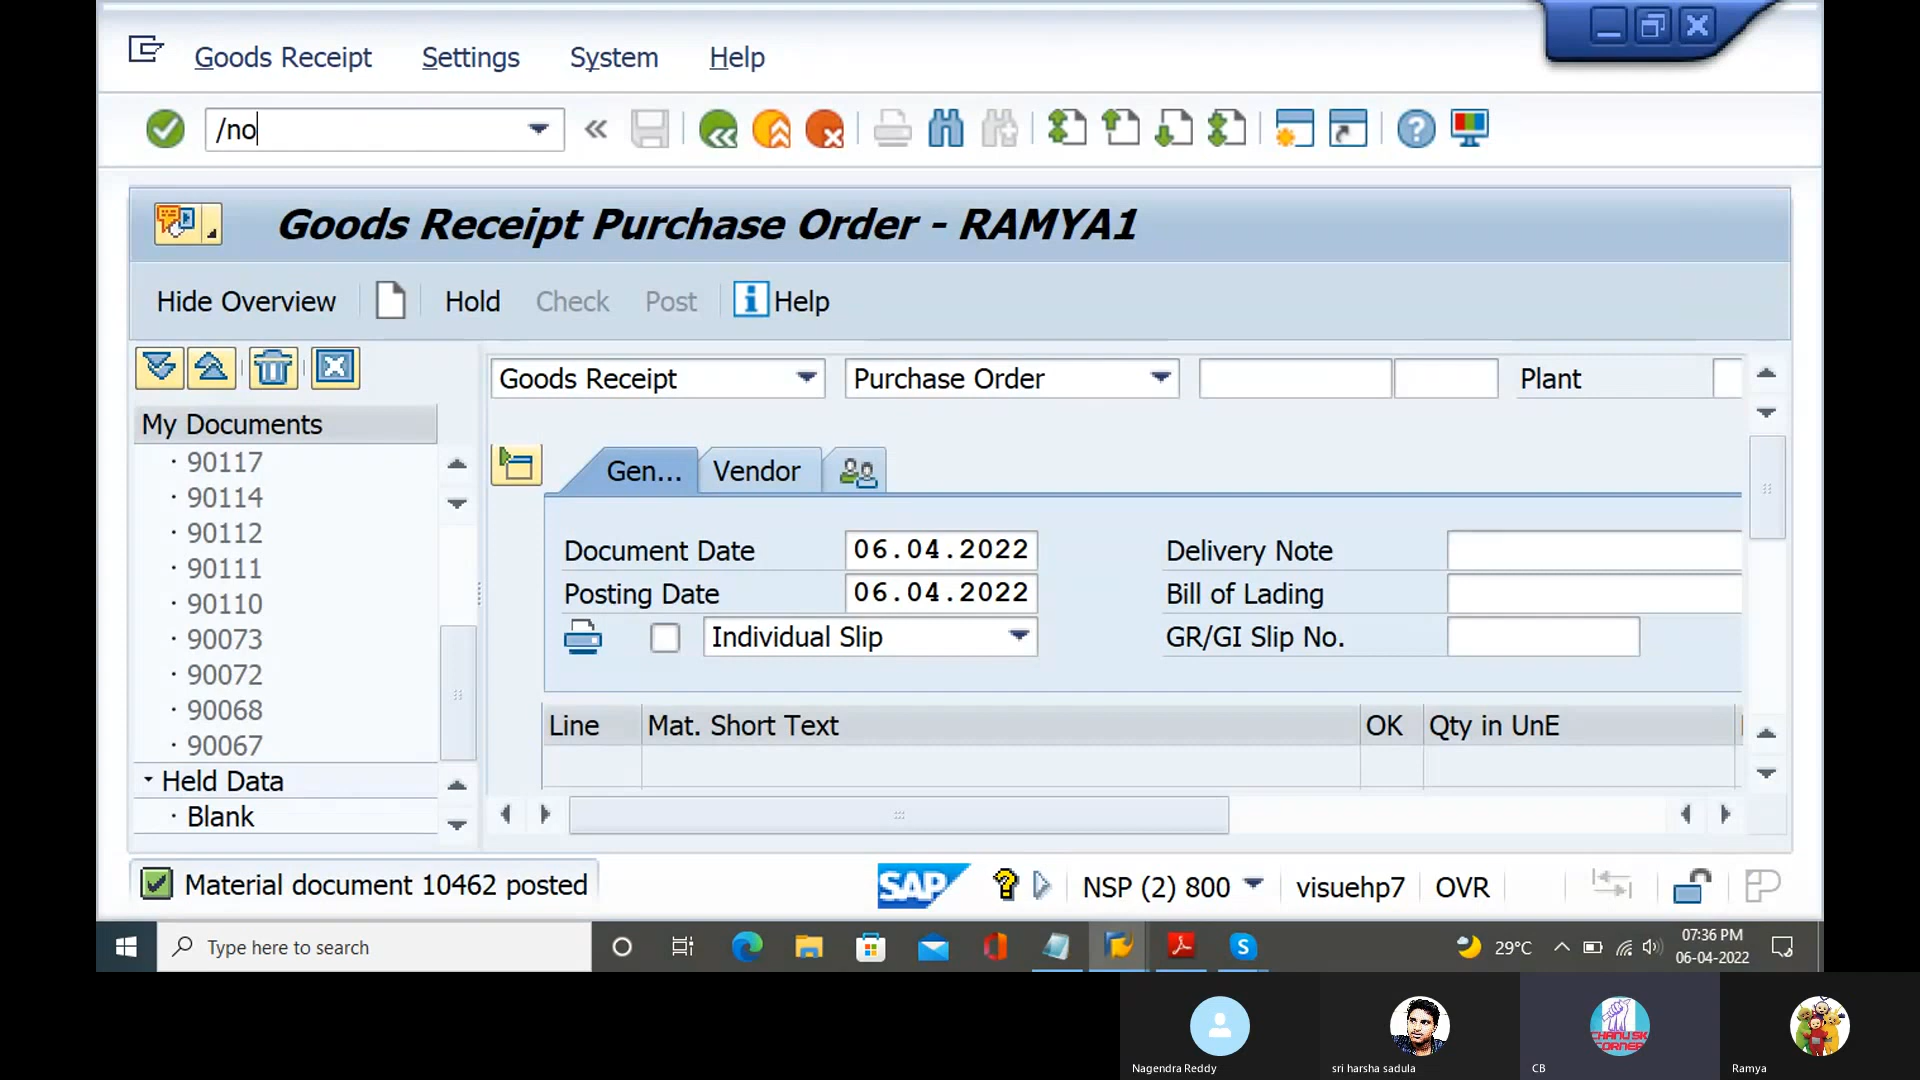 Goods Receipt Settings System Help
/no
Goods Receipt Purchase Order - RAMYA1
Hide Overview Hold Check Post Help
Goods Receipt Purchase Order Plant
My Documents
90117
90114
90112
90111
90110
90073
90072
90068
90067
Held Data
Blank
Gen... Vendor
Document Date 06.04.2022 Delivery Note
Posting Date 06.04.2022 Bill of Lading
Individual Slip GR/GI Slip No.
Line Mat. Short Text OK Qty in UnE
Material document 10462 posted
SAP NSP (2) 800 visuehp7 OVR
Type here to search
29°C
07:36 PM
06-04-2022
CHANU SK
CORNER
Nagendra Reddy sri harsha sadula CB Ramya